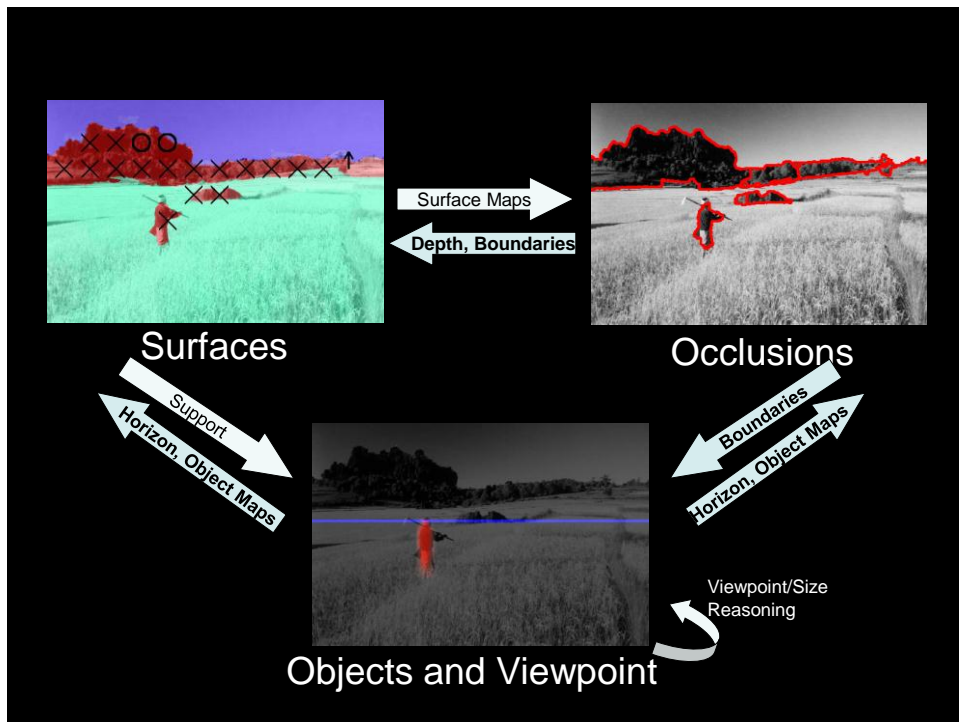 Surface Maps
Depth, Boundaries
Surfaces
Occlusions
Support
Horizon, Object Maps
Boundaries
Horizon, Object Maps
Viewpoint/Size
Reasoning
Objects and Viewpoint